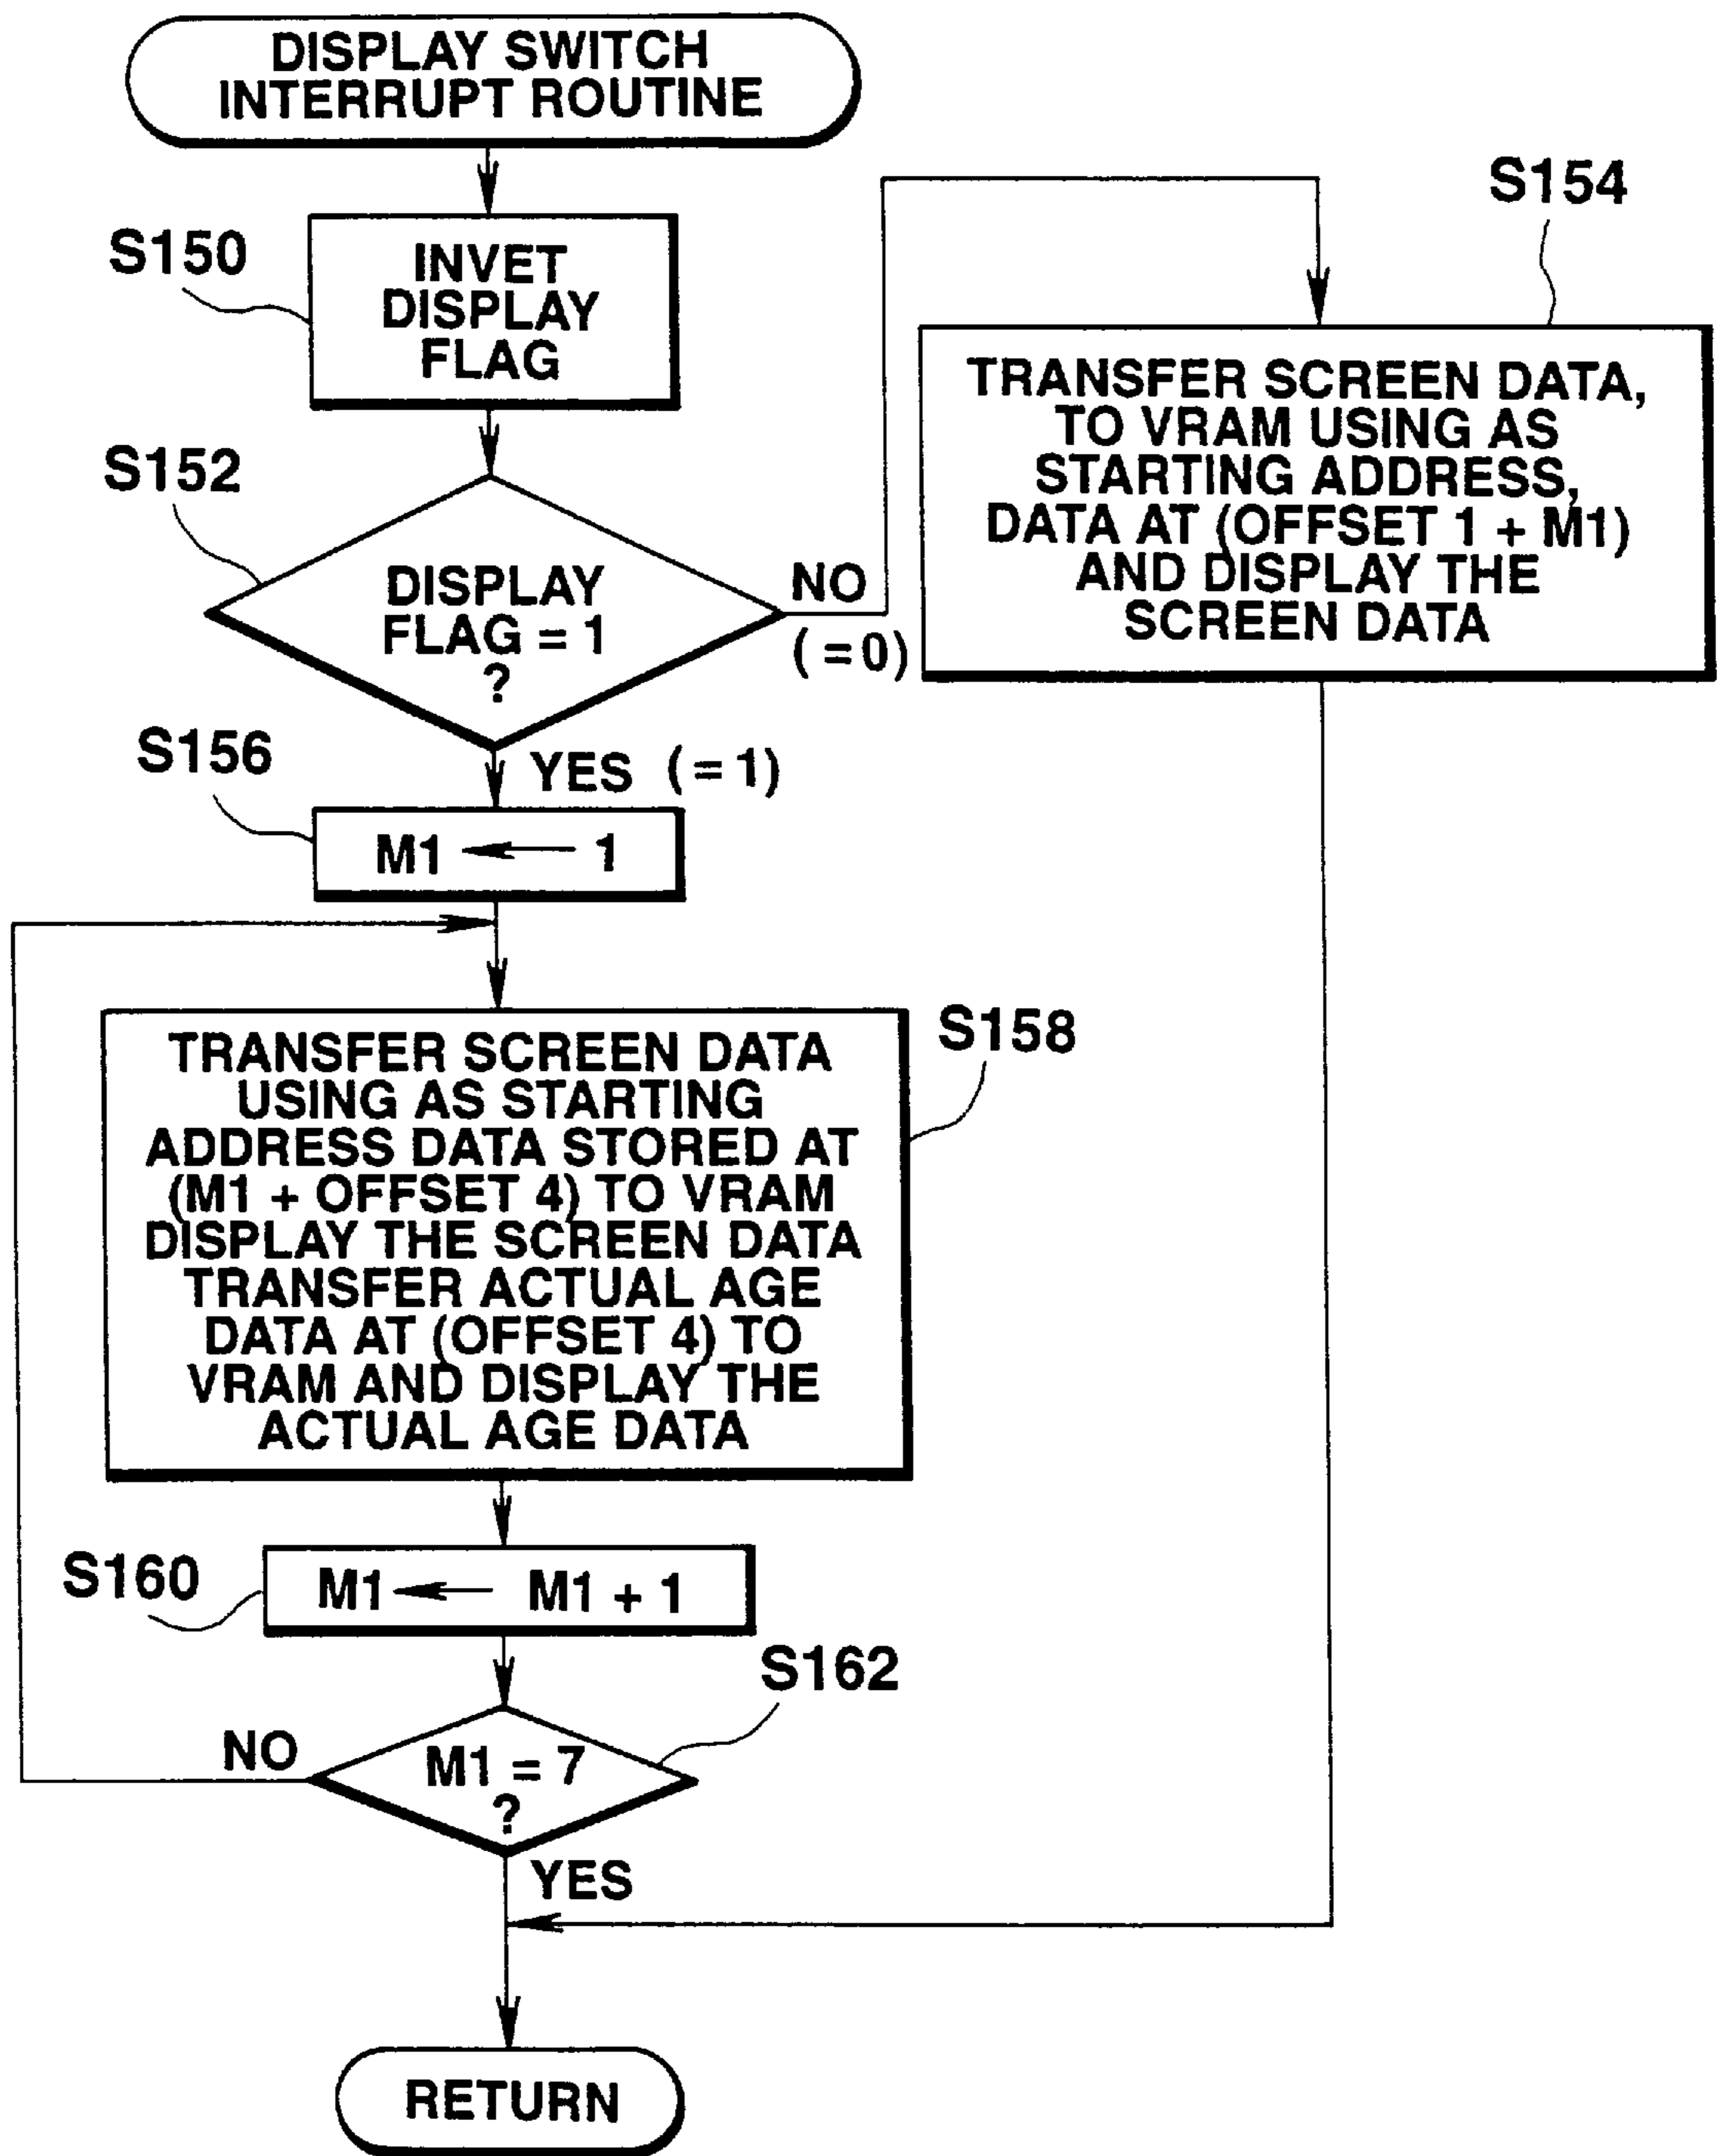 DISPLAY SWITCH
INTERRUPT ROUTINE
S150
INVET
DISPLAY
FLAG
S152
DISPLAY
FLAG = 1
?
NO
( = 0)
S154
TRANSFER SCREEN DATA,
TO VRAM USING AS
STARTING ADDRESS,
DATA AT (OFFSET 1 + M1)
AND DISPLAY THE
SCREEN DATA
YES ( = 1)
S156
M1 ← 1
S158
TRANSFER SCREEN DATA
USING AS STARTING
ADDRESS DATA STORED AT
(M1 + OFFSET 4) TO VRAM
DISPLAY THE SCREEN DATA
TRANSFER ACTUAL AGE
DATA AT (OFFSET 4) TO
VRAM AND DISPLAY THE
ACTUAL AGE DATA
S160
M1 ← M1 + 1
S162
M1 = 7
?
NO
YES
RETURN